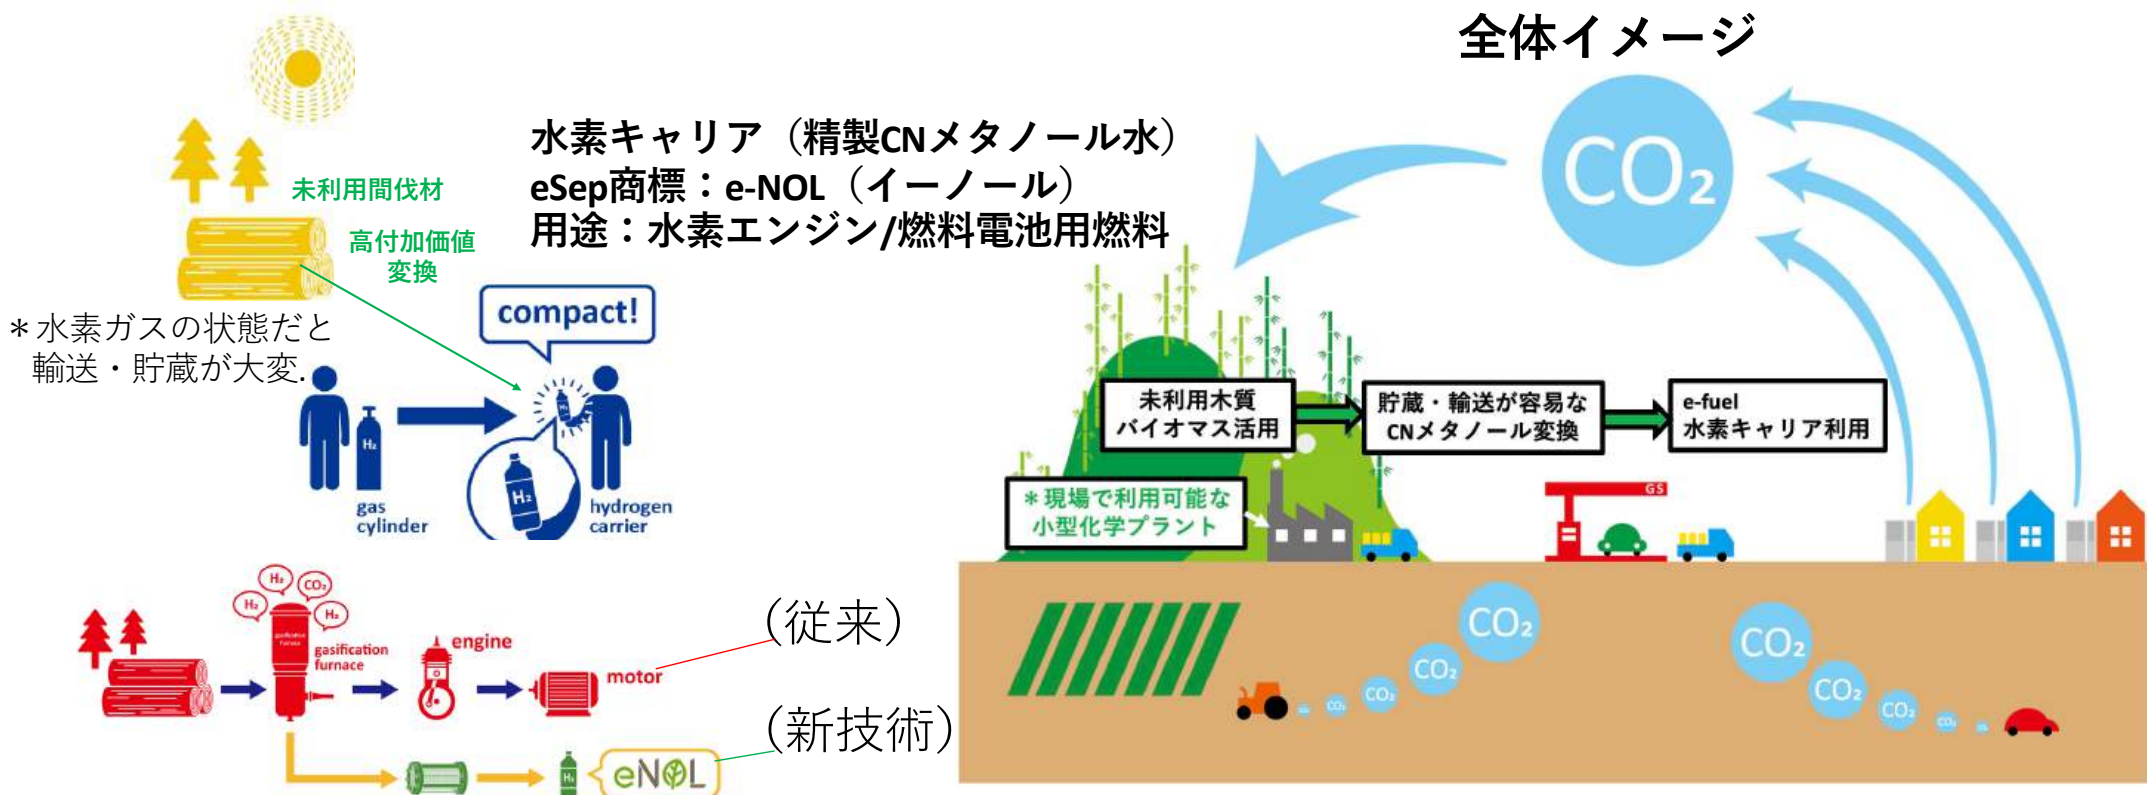 全体イメージ
水素キャリア（精製CNメタノール水）
eSep商標：e-NOL（イーノール）
用途：水素エンジン/燃料電池用燃料
未利用間伐材
高付加価値
変換
＊水素ガスの状態だと
輸送・貯蔵が大変.
compact!
H₂
H₂
H₂
gas
cylinder
hydrogen
carrier
CO₂
未利用木質
バイオマス活用
貯蔵・輸送が容易な
CNメタノール変換
e-fuel
水素キャリア利用
＊現場で利用可能な
小型化学プラント
GS
H₂
CO₂
H₂
H₂
gasification
furnace
gasification
furnace
engine
motor
（従来）
（新技術）
H₂
eNOL
CO₂
CO₂
CO₂
CO₂
CO₂
CO₂
CO₂
CO₂